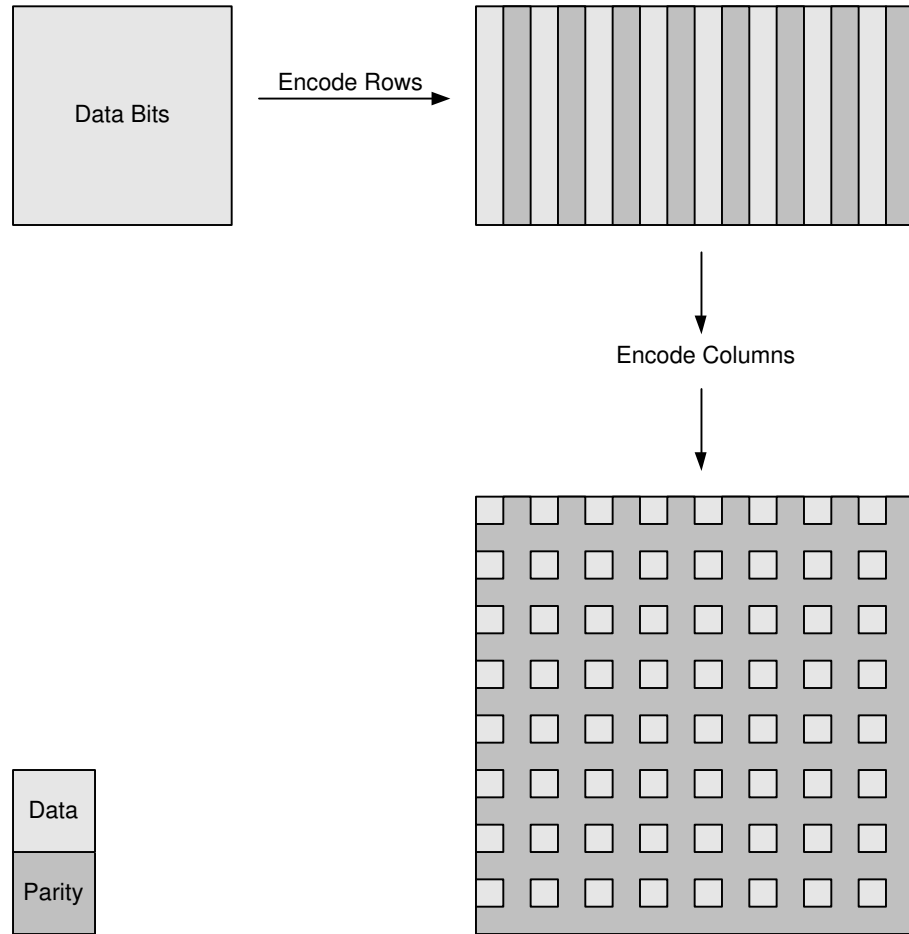 Data Bits
Encode Rows
Encode Columns
Data
Parity